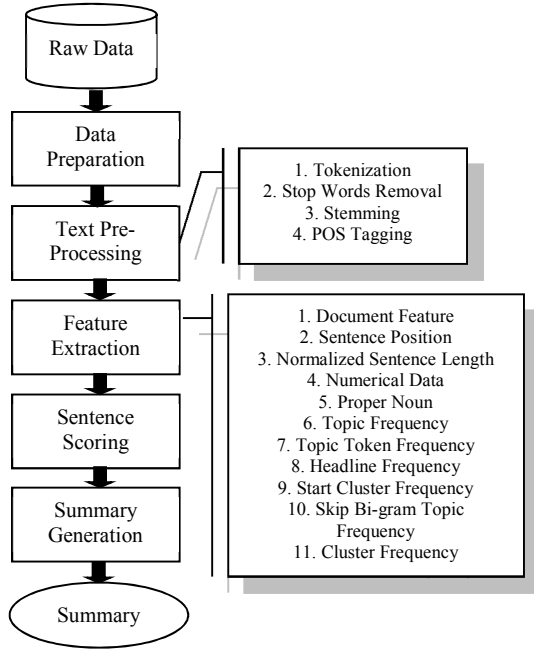 Raw Data
Data
Preparation
Text Pre-
Processing
1. Tokenization
2. Stop Words Removal
3. Stemming
4. POS Tagging
Feature
Extraction
1. Document Feature
2. Sentence Position
3. Normalized Sentence Length
4. Numerical Data
5. Proper Noun
6. Topic Frequency
7. Topic Token Frequency
8. Headline Frequency
9. Start Cluster Frequency
10. Skip Bi-gram Topic
Frequency
11. Cluster Frequency
Sentence
Scoring
Summary
Generation
Summary